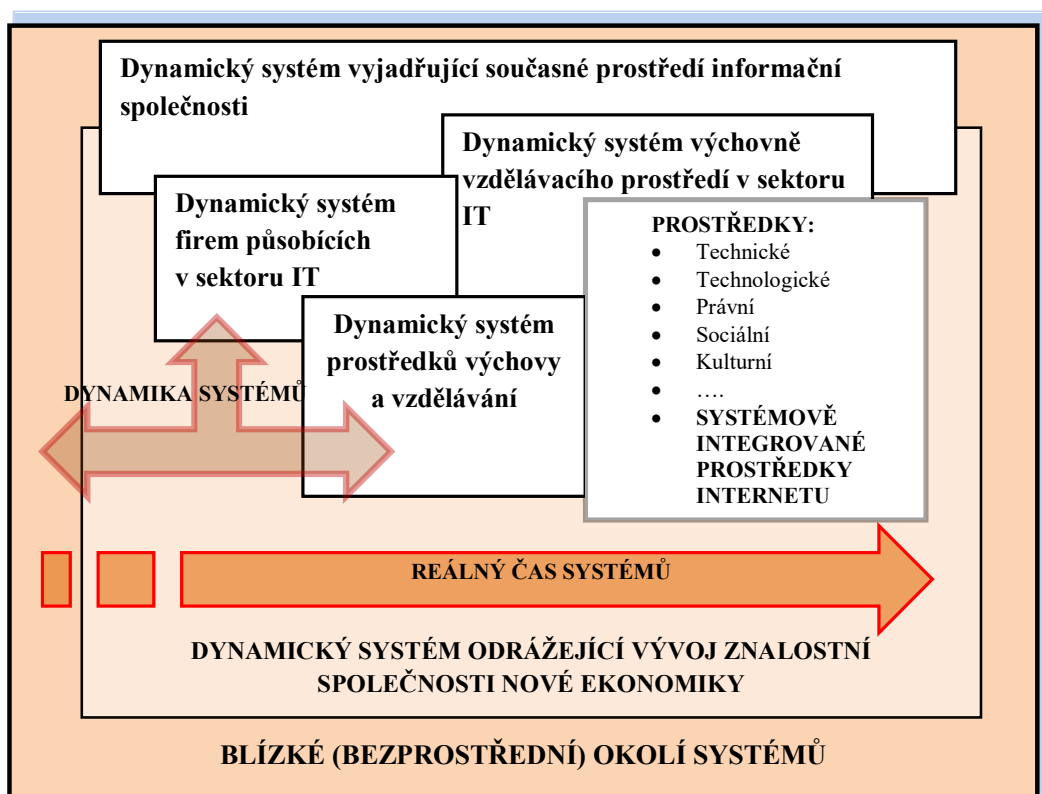 Dynamický systém vyjadřující současné prostředí informační
společnosti
Dynamický systém výchovně
vzdělávacího prostředí v sektoru
IT
Dynamický systém
firem působících
v sektoru IT
PROSTŘEDKY:
• Technické
• Technologické
• Právní
• Sociální
• Kulturní
• ….
• SYSTÉMOVĚ
INTEGROVANÉ
PROSTŘEDKY
INTERNETU
Dynamický systém
prostředků výchovy
a vzdělávání
DYNAMIKA SYSTÉMŮ
REÁLNÝ ČAS SYSTÉMŮ
DYNAMICKÝ SYSTÉM ODRÁŽEJÍCÍ VÝVOJ ZNALOSTNÍ
SPOLEČNOSTI NOVÉ EKONOMIKY
BLÍZKÉ (BEZPROSTŘEDNÍ) OKOLÍ SYSTÉMŮ